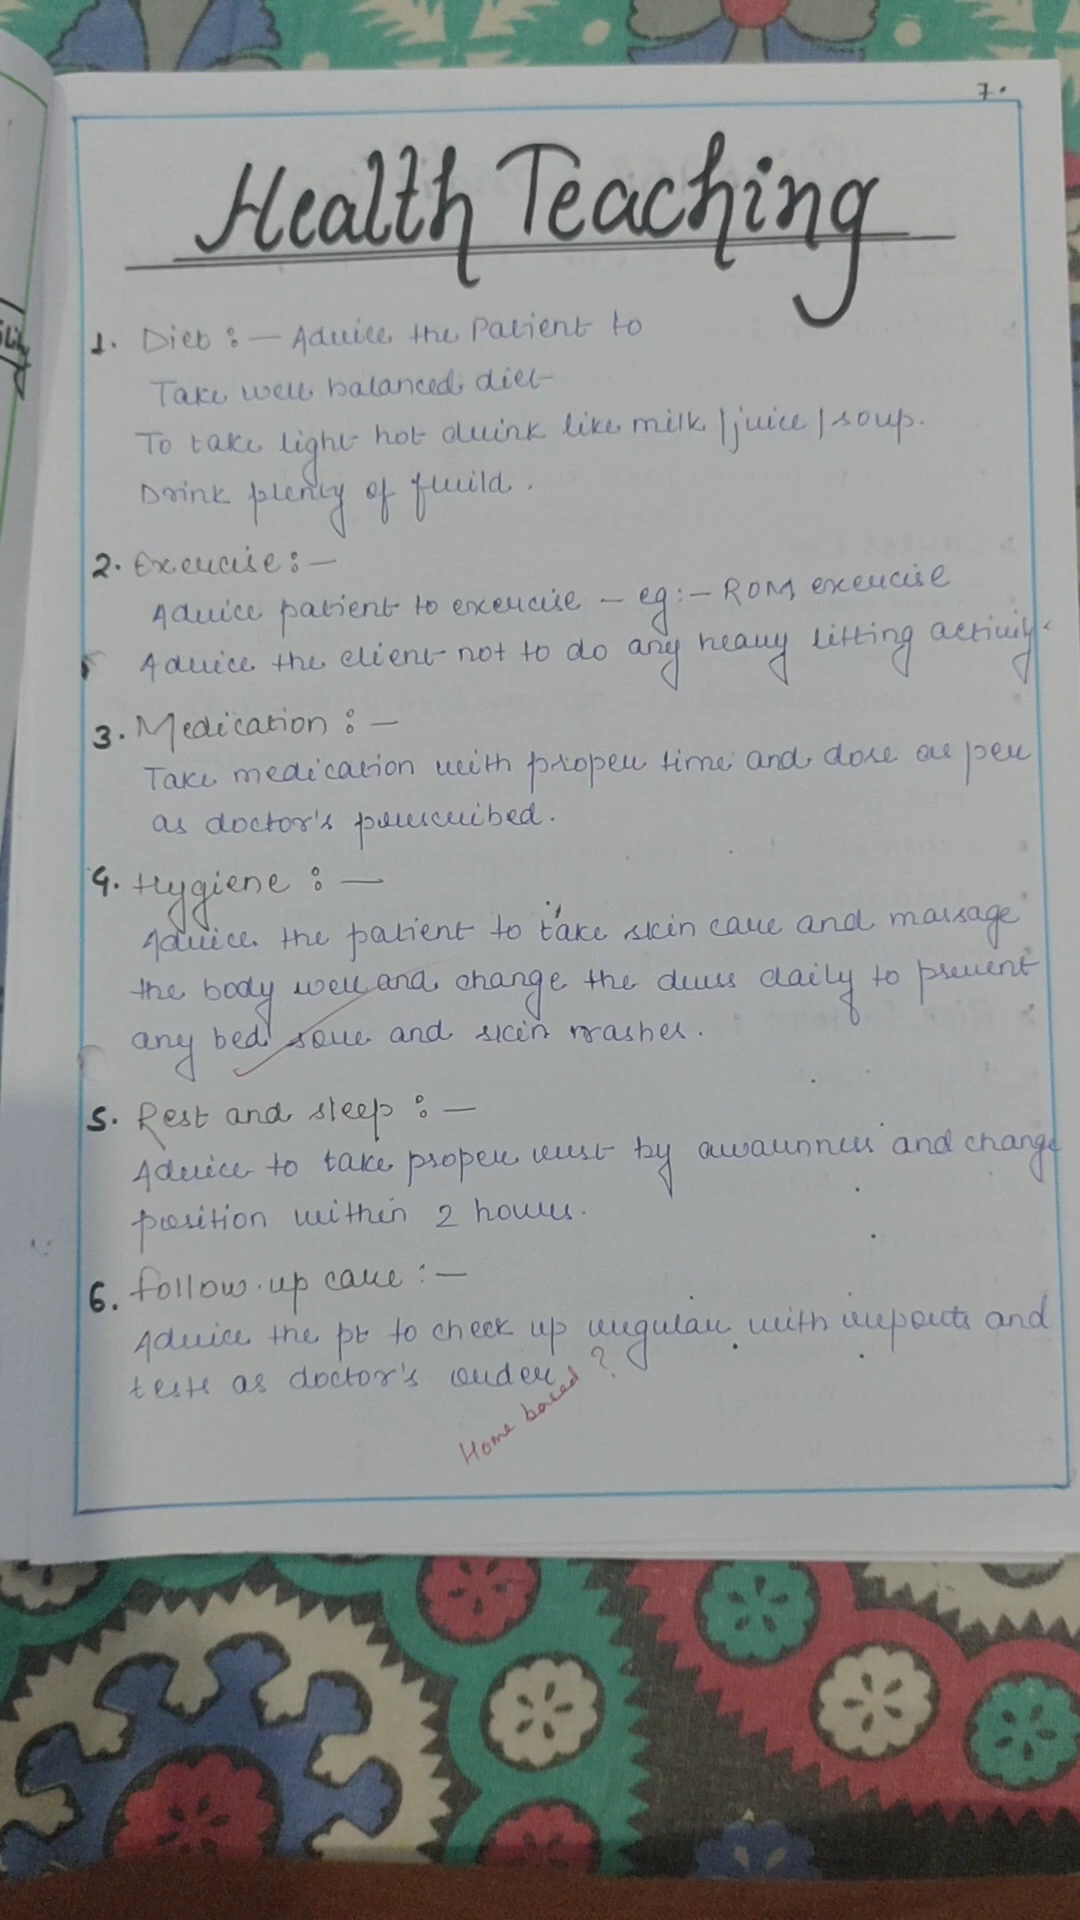 7.
Health Teaching
1. Diet :- Advice the Patient to
Take well balanced diet
To take light hot drink like milk / juice / soup.
Drink plenty of fluild.
2. Exercise :-
Advice patient to exercise - eg :- ROM exercise
Advice the client not to do any heavy lifting activity.
3. Medication :-
Take medication with proper time and dose as per
as doctor's perscribed.
4. Hygiene :-
Advice the patient to take skin care and massage
the body well and change the dress daily to prevent
any bed sore and skin rashes.
5. Rest and sleep :-
Advice to take proper rest by awarnness and change
position within 2 hours.
6. follow-up care :-
Advice the pt to check up regular with reports and
tests as doctor's order
Home based ?